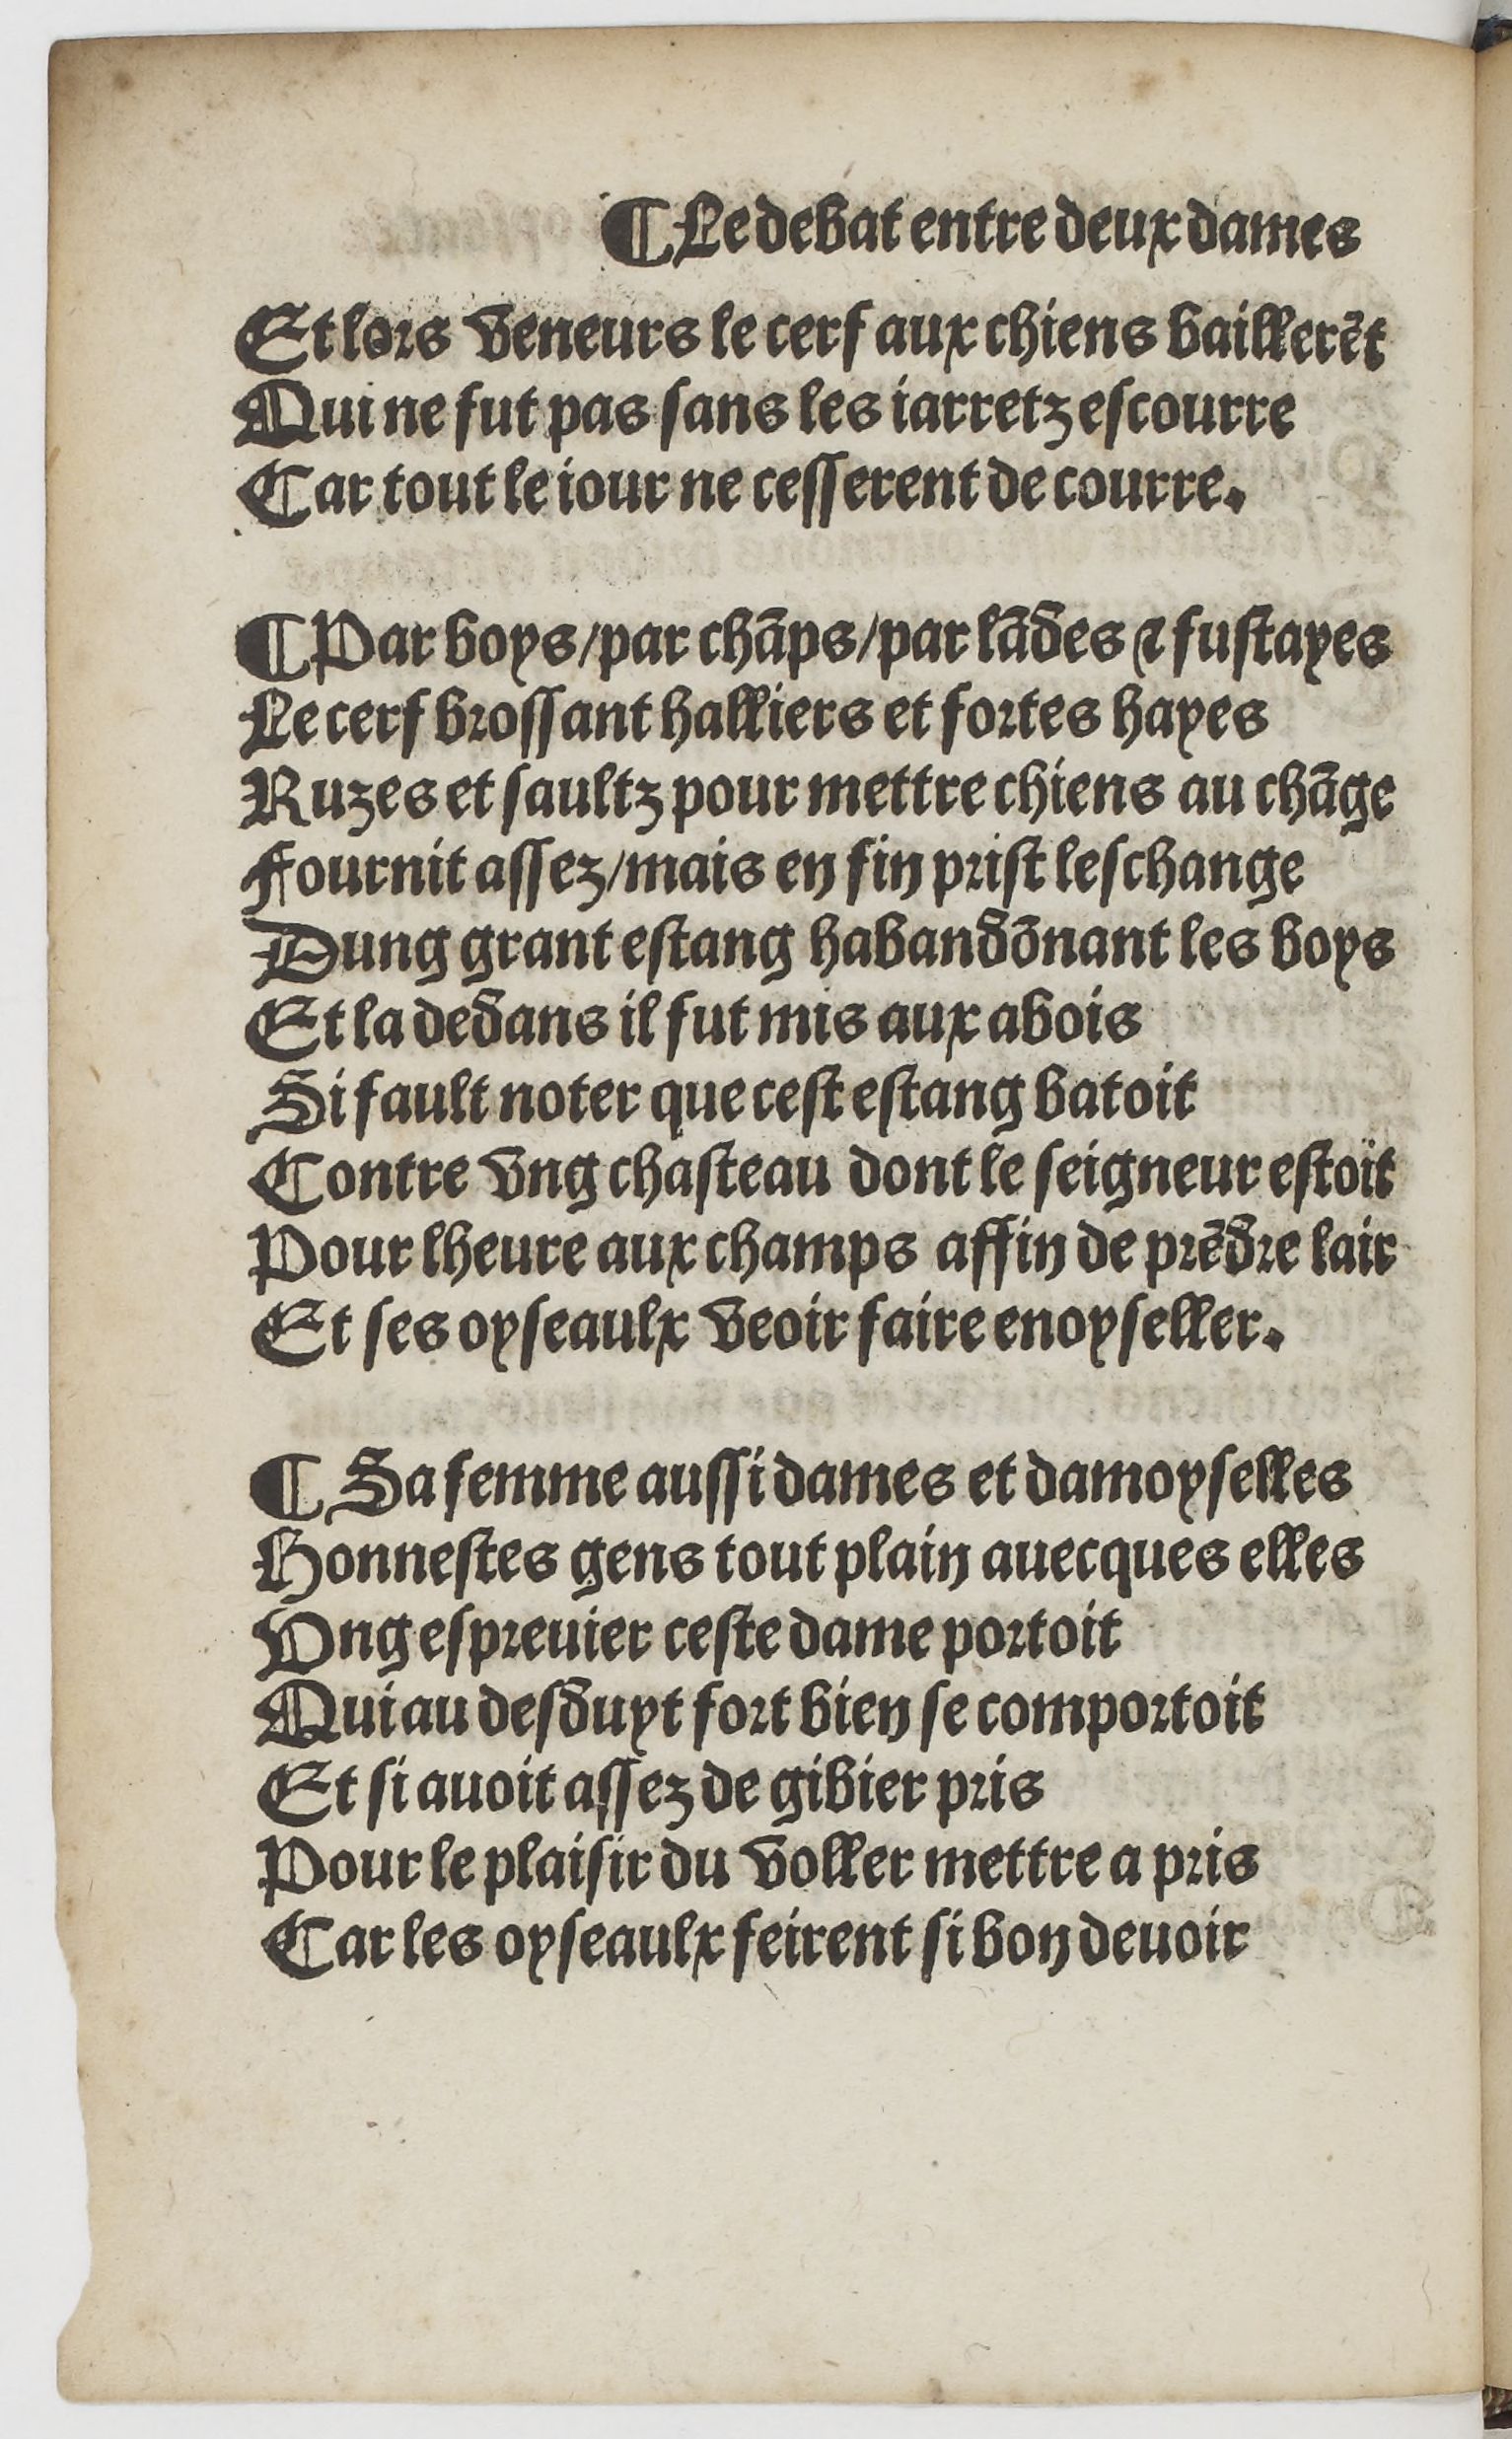 ¶ Le debat entre deux dames
Et lors veneurs le cerf aux chiens baillerēt
Qui ne fut pas sans les iarretz escourre
Car tout le iour ne cesserent de courre.
¶ Par boys/par chāps/par lādes & fustayes
Le cerf brossant halliers et fortes hayes
Ruzes et saultz pour mettre chiens au chāge
Fournit assez/mais en fin prist leschange
Dung grant estang habandōnant les boys
Et la dedans il fut mis aux abois
Si fault noter que cest estang batoit
Contre vng chasteau dont le seigneur estoit
Pour lheure aux champs affin de prēdre lair
Et ses oyseaulx veoir faire enoyseller.
¶ Sa femme aussi dames et damoyselles
Honnestes gens tout plain auecques elles
Vng espreuier ceste dame portoit
Qui au desduyt fort bien se comportoit
Et si auoit assez de gibier pris
Pour le plaisir du voller mettre a pris
Car les oyseaulx feirent si bon deuoir